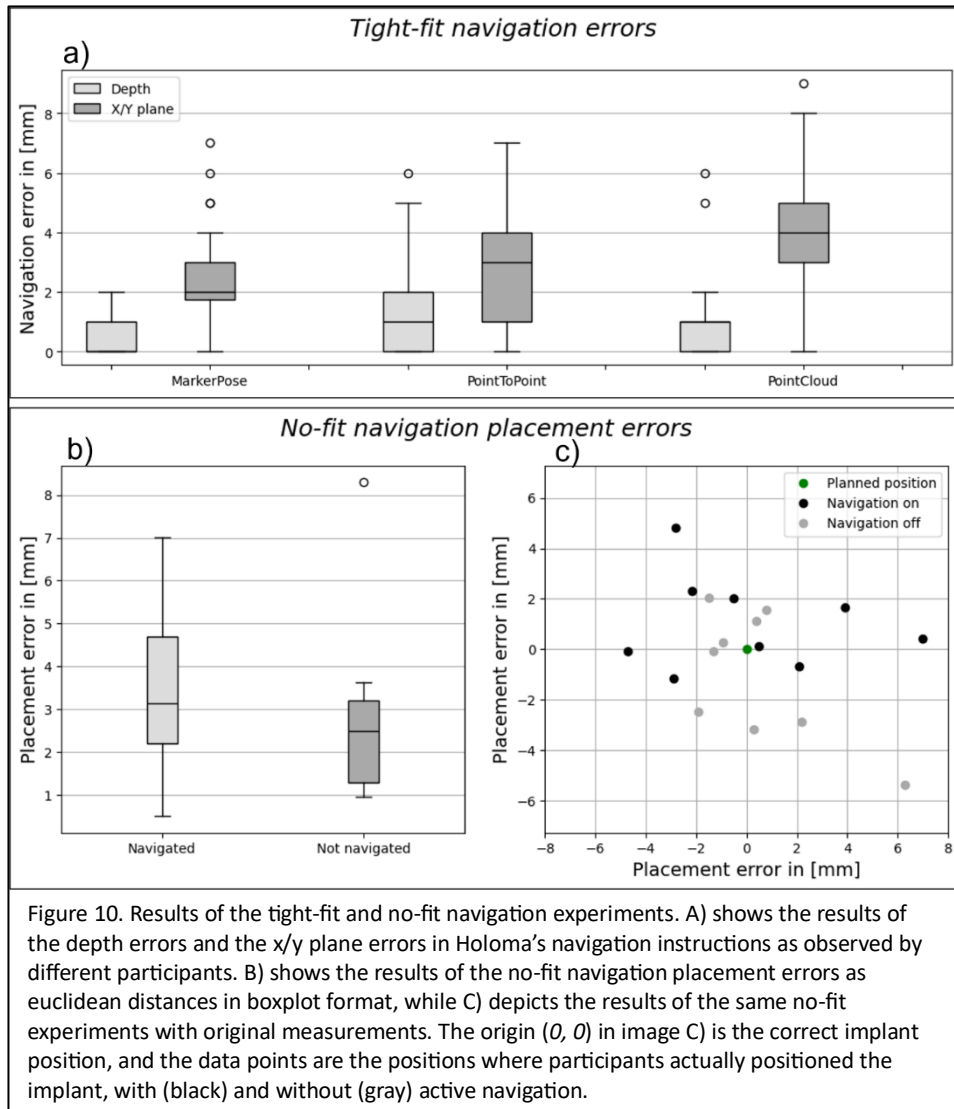 Tight-fit navigation errors
a)
Depth
X/Y plane
Navigation error in [mm]
8
6
4
2
0
MarkerPose
PointToPoint
PointCloud
No-fit navigation placement errors
b)
Placement error in [mm]
8
7
6
5
4
3
2
1
Navigated
Not navigated
c)
Planned position
Navigation on
Navigation off
Placement error in [mm]
6
4
2
0
−2
−4
−6
−8
−6
−4
−2
0
2
4
6
8
Placement error in [mm]
Figure 10. Results of the tight-fit and no-fit navigation experiments. A) shows the results of
the depth errors and the x/y plane errors in Holoma’s navigation instructions as observed by
different participants. B) shows the results of the no-fit navigation placement errors as
euclidean distances in boxplot format, while C) depicts the results of the same no-fit
experiments with original measurements. The origin (0, 0) in image C) is the correct implant
position, and the data points are the positions where participants actually positioned the
implant, with (black) and without (gray) active navigation.